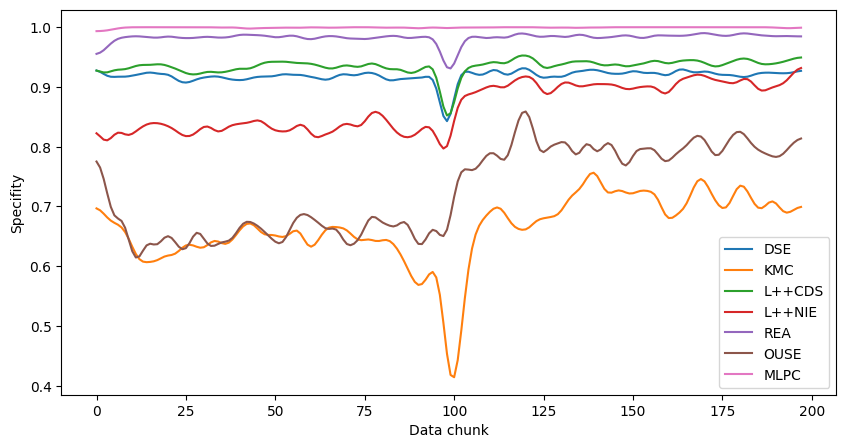 1.0
0.9
0.8
0.7
0.6
0.5
0.4
Specifity
0 25 50 75 100 125 150 175 200
Data chunk
DSE
KMC
L++CDS
L++NIE
REA
OUSE
MLPC